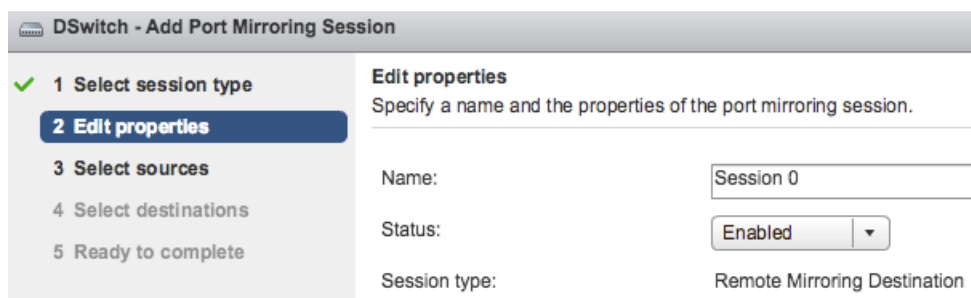 DSwitch - Add Port Mirroring Session
1 Select session type
2 Edit properties
3 Select sources
4 Select destinations
5 Ready to complete
Edit properties
Specify a name and the properties of the port mirroring session.
Name: Session 0
Status: Enabled
Session type: Remote Mirroring Destination